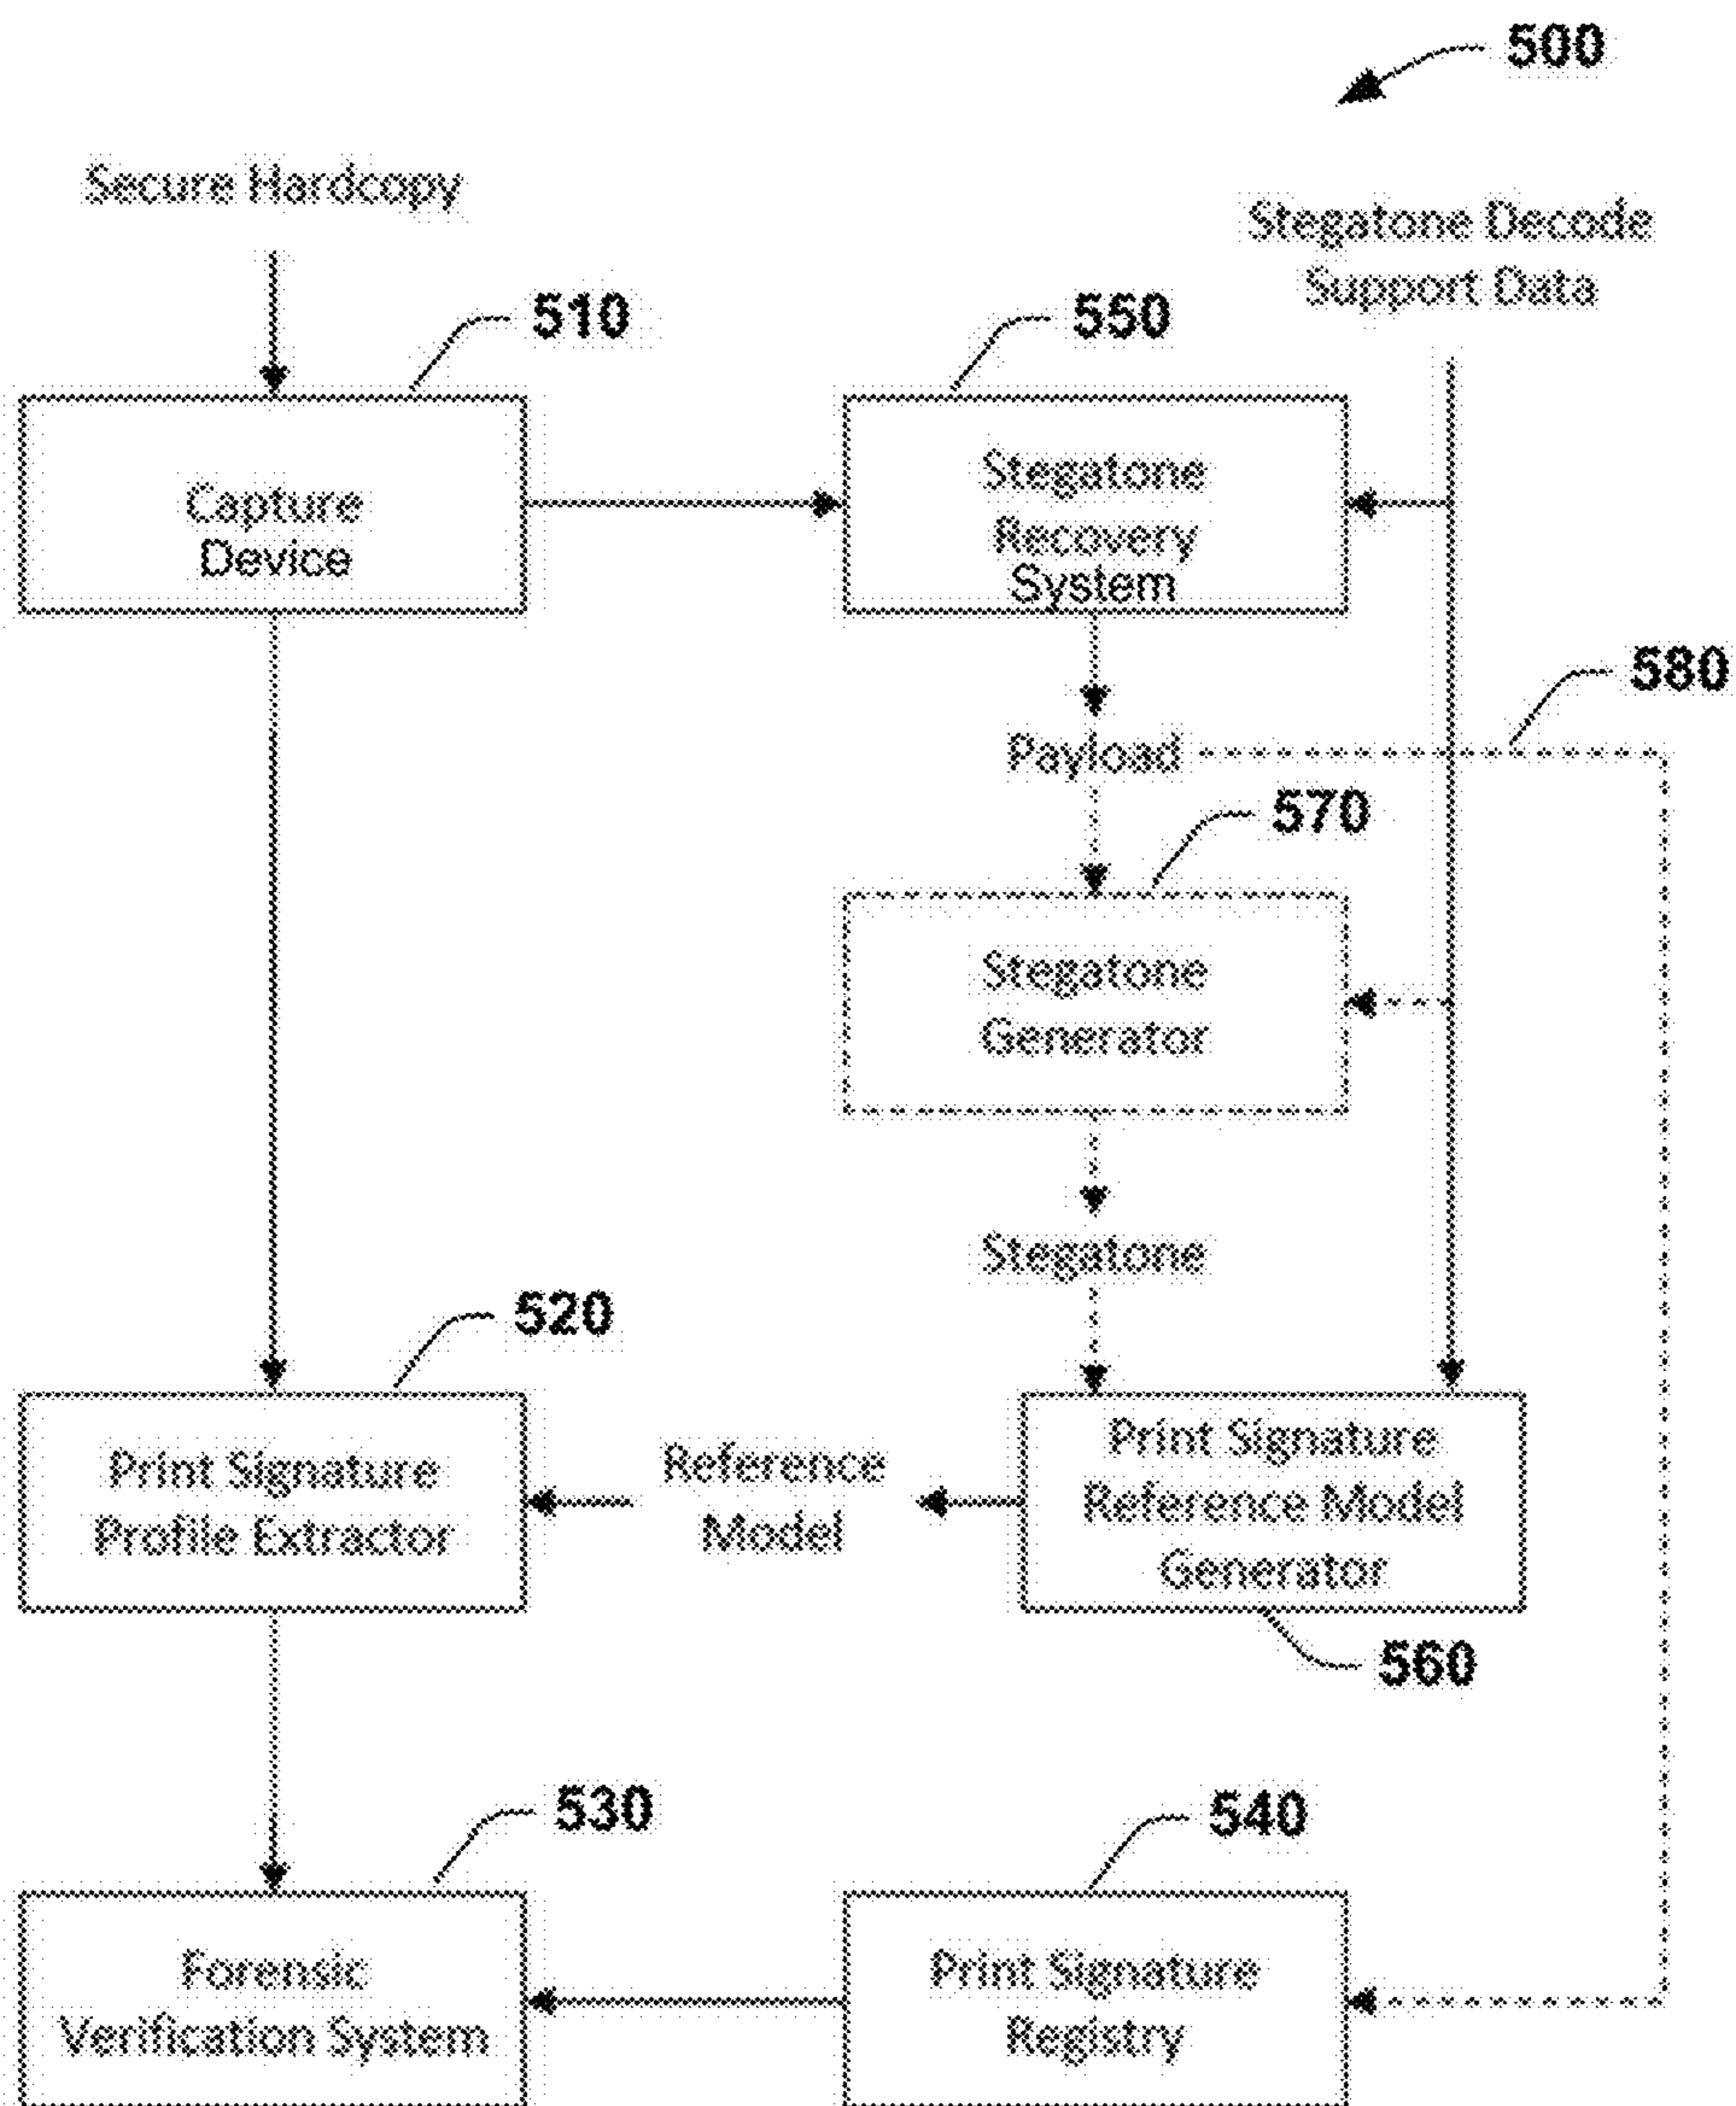 500
Secure Hardcopy
Stegatone Decode
Support Data
510
550
Capture
Device
Stegatone
Recovery
System
580
Payload
570
Stegatone
Generator
Stegatone
520
Print Signature
Profile Extractor
Reference
Model
Print Signature
Reference Model
Generator
560
530
540
Forensic
Verification System
Print Signature
Registry